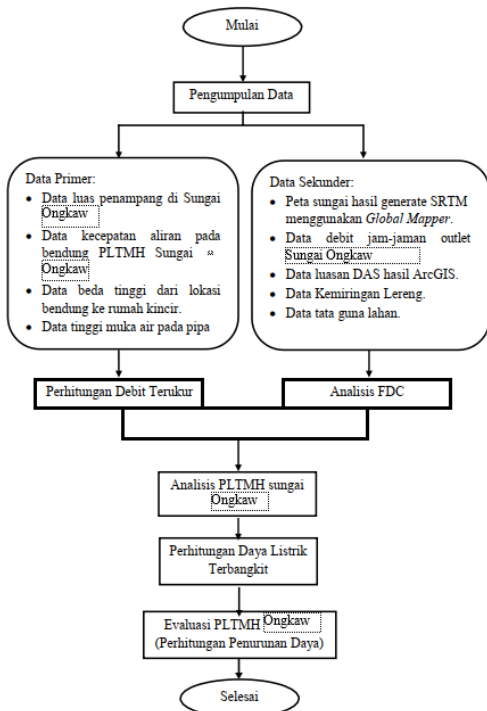 Mulai
Pengumpulan Data
Data Primer:
• Data luas penampang di Sungai
Ongkaw
• Data kecepatan aliran pada
bendung PLTMH Sungai
Ongkaw
• Data beda tinggi dari lokasi
bendung ke rumah kincir.
• Data tinggi muka air pada pipa
Data Sekunder:
• Peta sungai hasil generate SRTM
menggunakan Global Mapper.
• Data debit jam-jaman outlet
Sungai Ongkaw
• Data luasan DAS hasil ArcGIS.
• Data Kemiringan Lereng.
• Data tata guna lahan.
Perhitungan Debit Terukur
Analisis FDC
Analisis PLTMH sungai
Ongkaw
Perhitungan Daya Listrik
Terbangkit
Evaluasi PLTMH Ongkaw
(Perhitungan Penurunan Daya)
Selesai